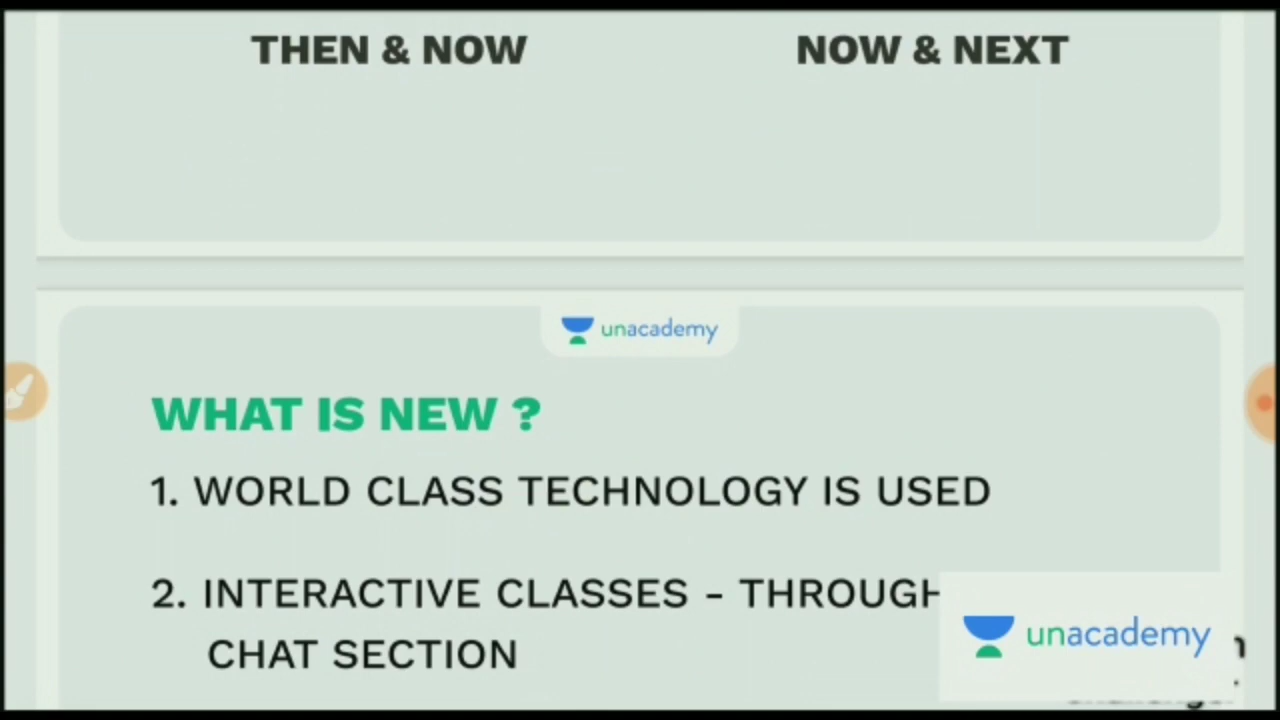 THEN & NOW
NOW & NEXT
unacademy
WHAT IS NEW ?
1. WORLD CLASS TECHNOLOGY IS USED
2. INTERACTIVE CLASSES - THROUGH
CHAT SECTION
unacademy